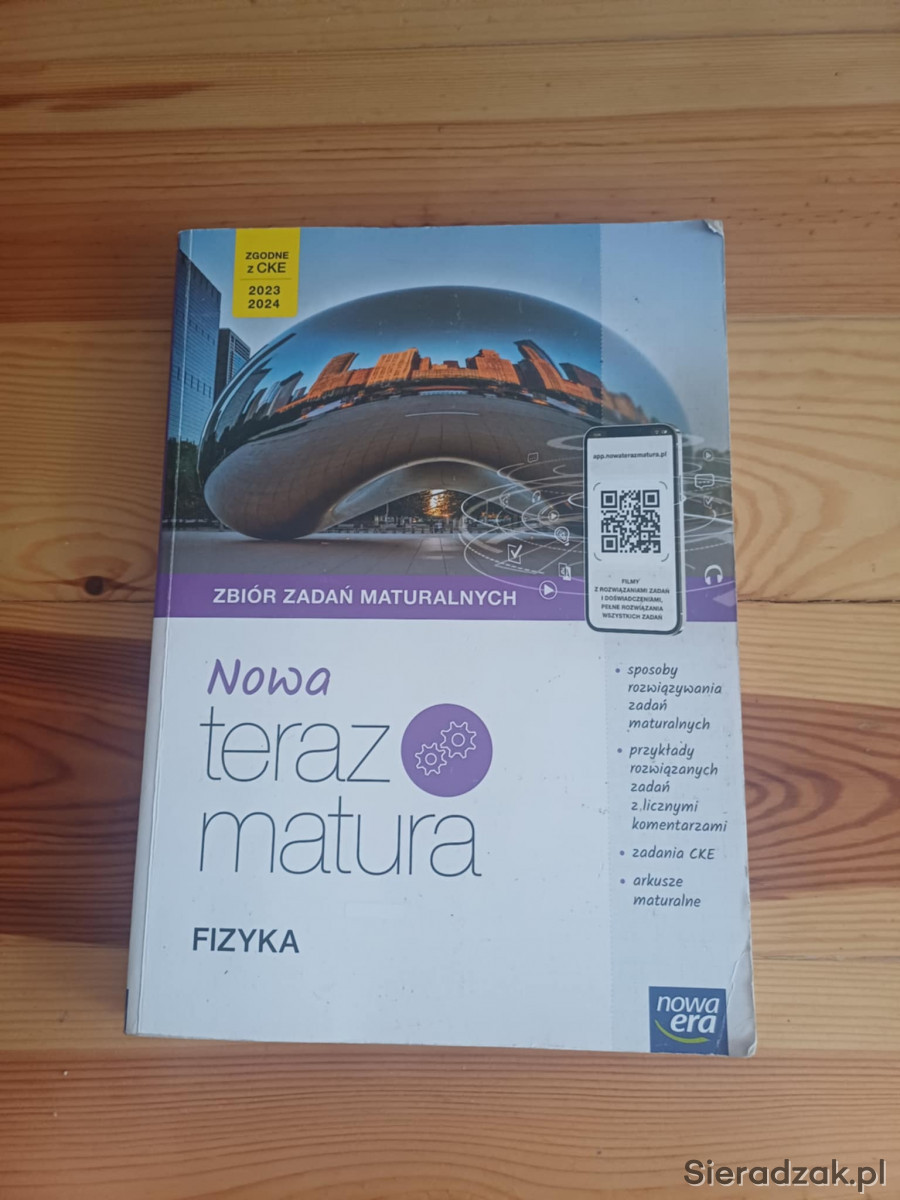 ZGODNE
z CKE
2023
2024
app.nowaterazmatura.pl
FILMY
Z ROZWIĄZANIAMI ZADAŃ
I DOŚWIADCZENIAMI,
PEŁNE ROZWIĄZANIA
WSZYSTKICH ZADAŃ
ZBIÓR ZADAŃ MATURALNYCH
Nowa
teraz
matura
FIZYKA
• sposoby
rozwiązywania
zadań
maturalnych
• przykłady
rozwiązanych
zadań
z licznymi
komentarzami
• zadania CKE
• arkusze
maturalne
nowa
era
Sieradzak.pl